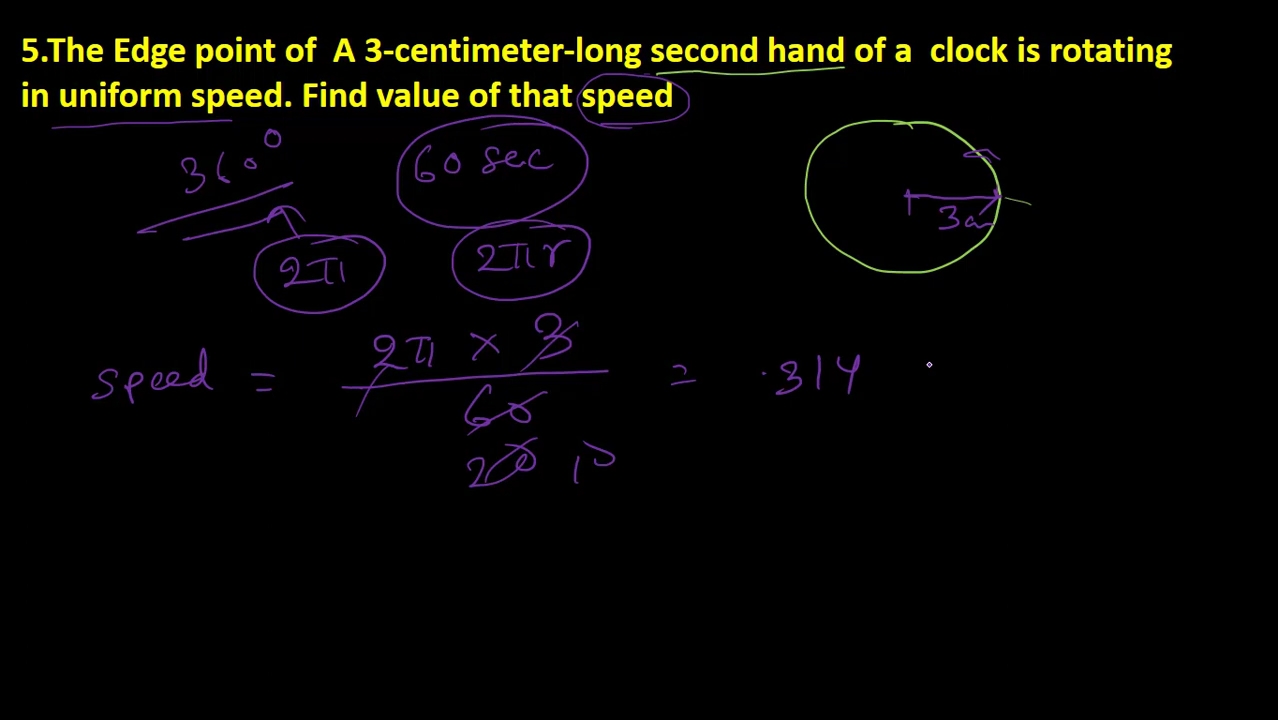 5.The Edge point of A 3-centimeter-long second hand of a clock is rotating
in uniform speed. Find value of that speed
360°
60 sec
3cm
2π
2πr
speed = 2π × 3 / 60 = .314
20 10